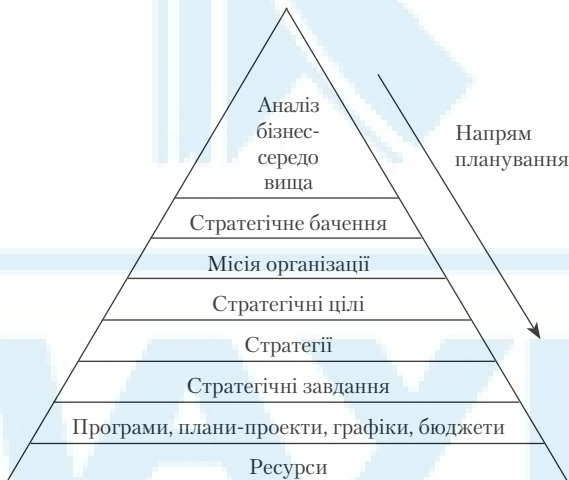 Аналіз
бізнес-
середо
вища
Напрям
планування
Стратегічне бачення
Місія організації
Стратегічні цілі
Стратегії
Стратегічні завдання
Програми, плани-проекти, графіки, бюджети
Ресурси